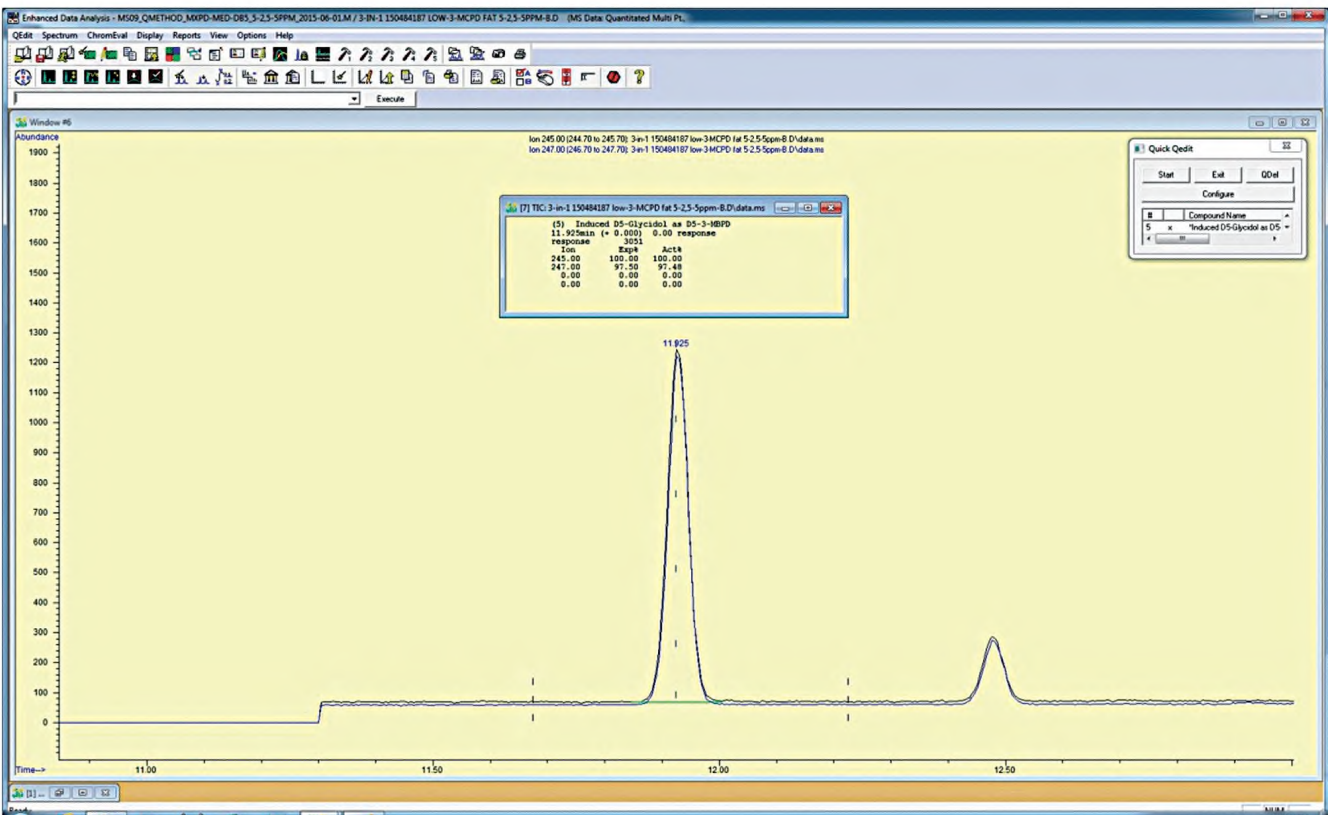 Enhanced Data Analysis - MS09_QMETHOD_MXPD-MED-DB5_5-2,5-5PPM_2015-06-01.M / 3-IN-1 150484187 LOW-3-MCPD FAT 5-2,5-5PPM-B.D (MS Data: Quantitated Multi Pt.
QEdit Spectrum ChromEval Display Reports View Options Help
Execute
Window #6
Abundance
Ion 245.00 (244.70 to 245.70): 3-in-1 150484187 low-3-MCPD fat 5-2,5-5ppm-B.D\data.ms
Ion 247.00 (246.70 to 247.70): 3-in-1 150484187 low-3-MCPD fat 5-2,5-5ppm-B.D\data.ms
Quick Qedit
Start Exit QDel
Configure
# Compound Name
5 x *Induced D5-Glycidol as D5-
[7] TIC: 3-in-1 150484187 low-3-MCPD fat 5-2,5-5ppm-B.D\data.ms
(5) Induced D5-Glycidol as D5-3-MBPD
11.925min (+ 0.000) 0.00 response
response 3051
Ion Exp% Act%
245.00 100.00 100.00
247.00 97.50 97.48
0.00 0.00 0.00
0.00 0.00 0.00
11.925
1900
1800
1700
1600
1500
1400
1300
1200
1100
1000
900
800
700
600
500
400
300
200
100
0
Time-->
11.00 11.50 12.00 12.50
[1] ...